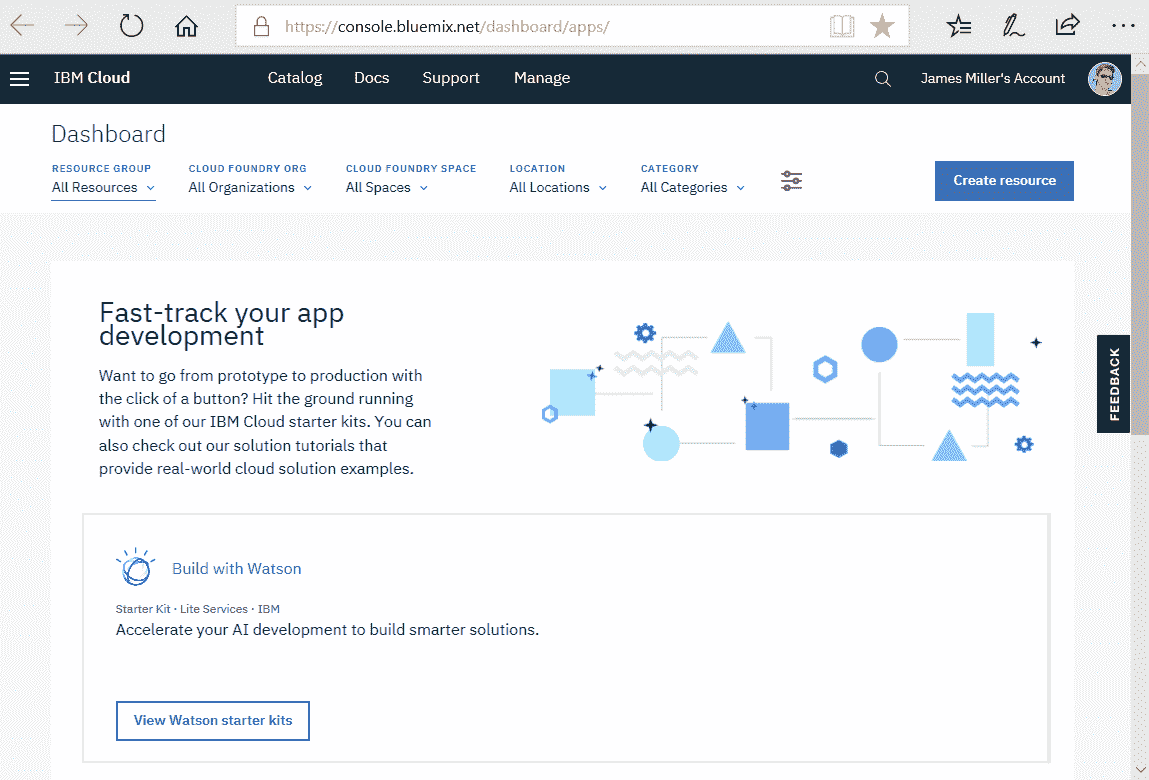 https://console.bluemix.net/dashboard/apps/
IBM Cloud Catalog Docs Support Manage James Miller's Account
Dashboard
RESOURCE GROUP CLOUD FOUNDRY ORG CLOUD FOUNDRY SPACE LOCATION CATEGORY
All Resources All Organizations All Spaces All Locations All Categories
Create resource
Fast-track your app
development
Want to go from prototype to production with
the click of a button? Hit the ground running
with one of our IBM Cloud starter kits. You can
also check out our solution tutorials that
provide real-world cloud solution examples.
FEEDBACK
Build with Watson
Starter Kit · Lite Services · IBM
Accelerate your AI development to build smarter solutions.
View Watson starter kits